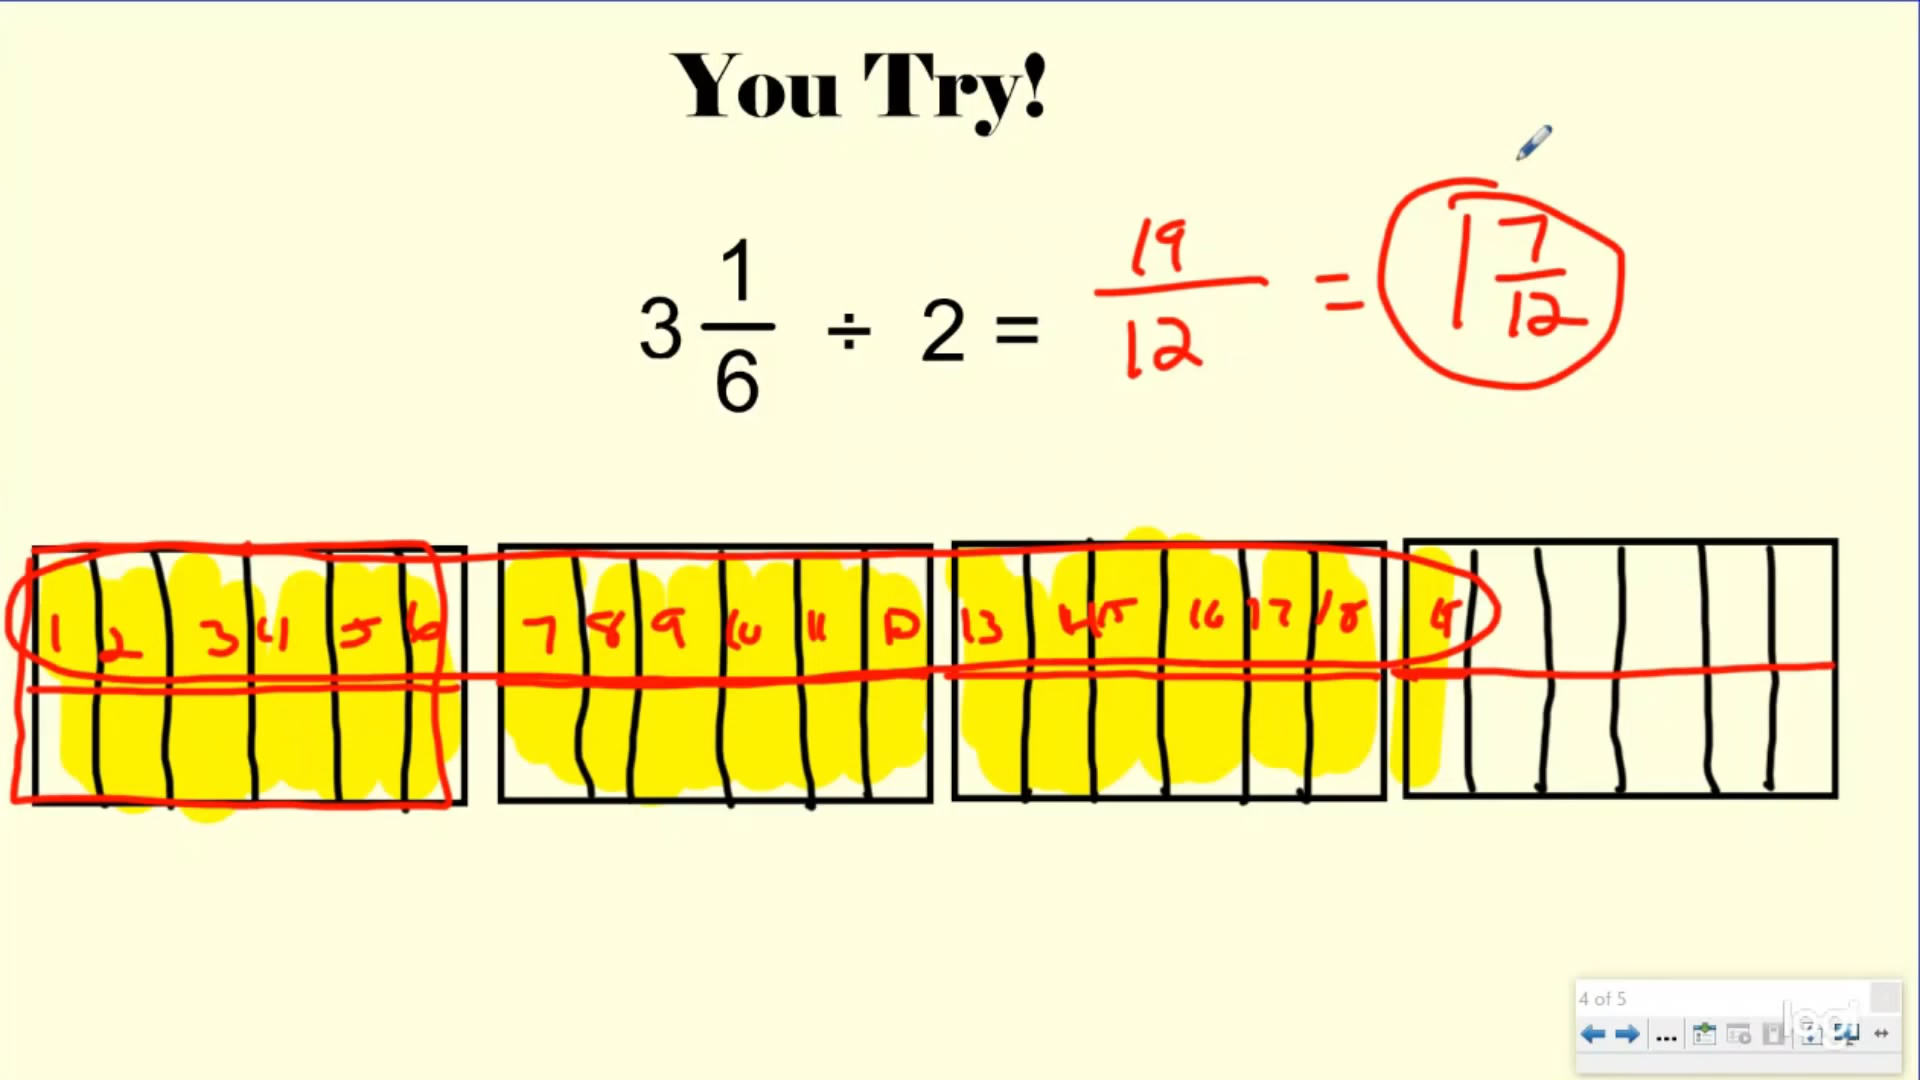 You Try!
3 1/6 ÷ 2 = 19/12 = 1 7/12
1 2 3 4 5 6 7 8 9 10 11 12 13 14 15 16 17 18 19
4 of 5